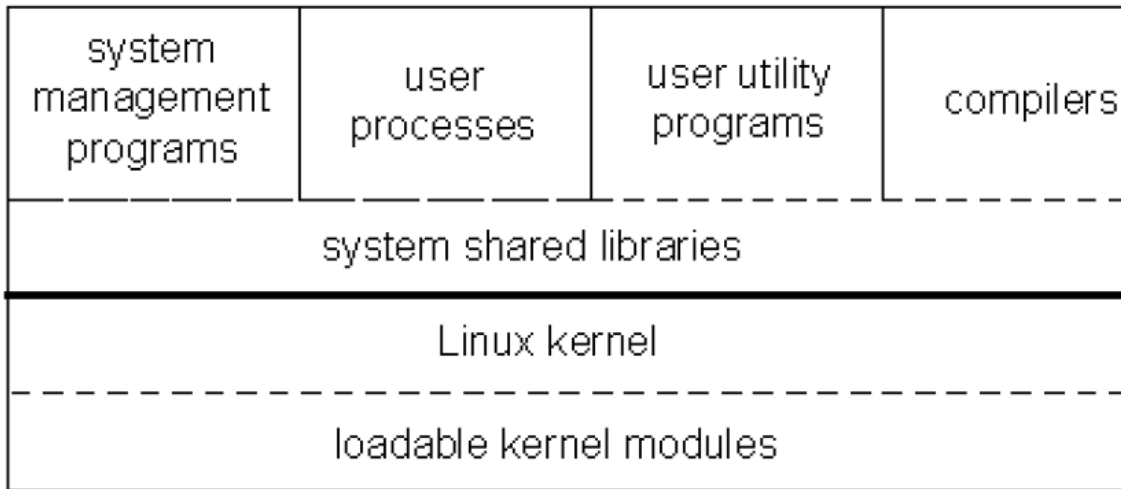 system
management
programs
user
processes
user utility
programs
compilers
system shared libraries
Linux kernel
loadable kernel modules